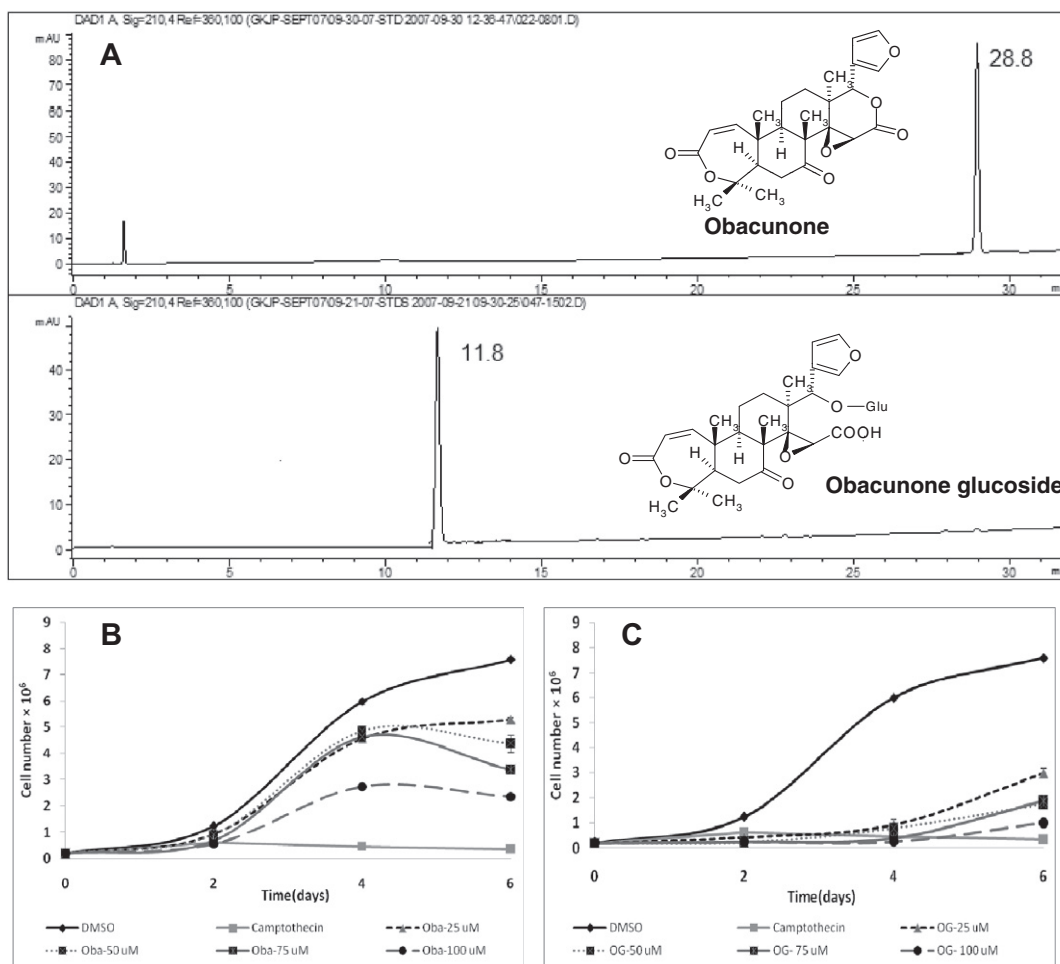 DAD1 A, Sig=210,4 Ref=360,100 (GKJP-SEPT07\09-30-07-STD 2007-09-30 12-36-47\022-0801.D)
mAU
A
28.8
80
70
60
50
40
30
20
10
0
0 5 10 15 20 25 30 m
O
CH3
CH3
CH3
O
O
H
H
O
O
O
O
H3C
CH3
Obacunone
DAD1 A, Sig=210,4 Ref=360,100 (GKJP-SEPT07\09-21-07-STDS 2007-09-21 09-30-25\047-1502.D)
mAU
11.8
40
30
20
10
0
0 5 10 15 20 25 30 m
O
CH3
CH3
CH3
O—Glu
COOH
H
H
O
O
O
O
H3C
CH3
Obacunone glucoside
B
Cell number × 10⁶
9
8
7
6
5
4
3
2
1
0
0 2 4 6
Time(days)
DMSO Camptothecin Oba-25 uM
Oba-50 uM Oba-75 uM Oba-100 uM
C
Cell number × 10⁶
9
8
7
6
5
4
3
2
1
0
0 2 4 6
Time(days)
DMSO Camptothecin OG-25 uM
OG-50 uM OG- 75 uM OG- 100 uM